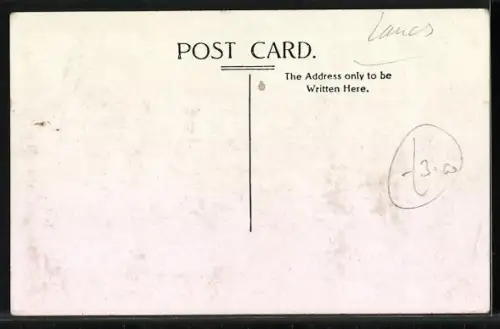 Lancs
POST CARD.
The Address only to be
Written Here.
£3.00